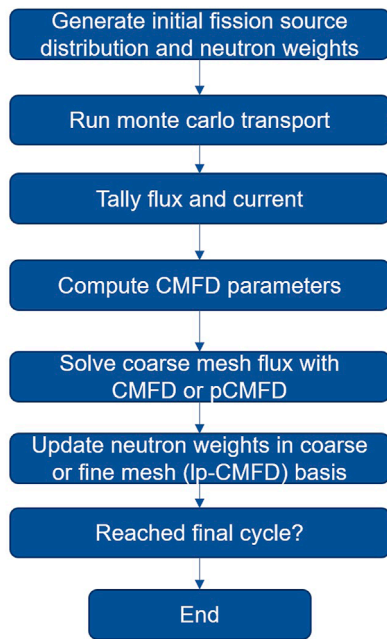 Generate initial fission source
distribution and neutron weights
Run monte carlo transport
Tally flux and current
Compute CMFD parameters
Solve coarse mesh flux with
CMFD or pCMFD
Update neutron weights in coarse
or fine mesh (lp-CMFD) basis
Reached final cycle?
End